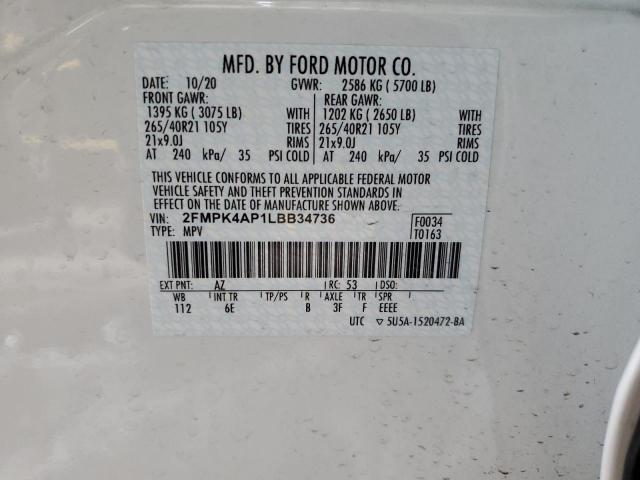 MFD. BY FORD MOTOR CO.
DATE: 10/20 GVWR: 2586 KG ( 5700 LB)
FRONT GAWR: REAR GAWR:
1395 KG ( 3075 LB) WITH 1202 KG ( 2650 LB) WITH
265/40R21 105Y TIRES 265/40R21 105Y TIRES
21x9.0J RIMS 21x9.0J RIMS
AT 240 kPa/ 35 PSI COLD AT 240 kPa/ 35 PSI COLD
THIS VEHICLE CONFORMS TO ALL APPLICABLE FEDERAL MOTOR
VEHICLE SAFETY AND THEFT PREVENTION STANDARDS IN
EFFECT ON THE DATE OF MANUFACTURE SHOWN ABOVE.
VIN: 2FMPK4AP1LBB34736 F0034
TYPE: MPV T0163
EXT PNT: AZ RC: 53 DSO:
WB INT TR TP/PS R AXLE TR SPR
112 6E B 3F F EEEE
UTC ▽ 5U5A-1520472-BA